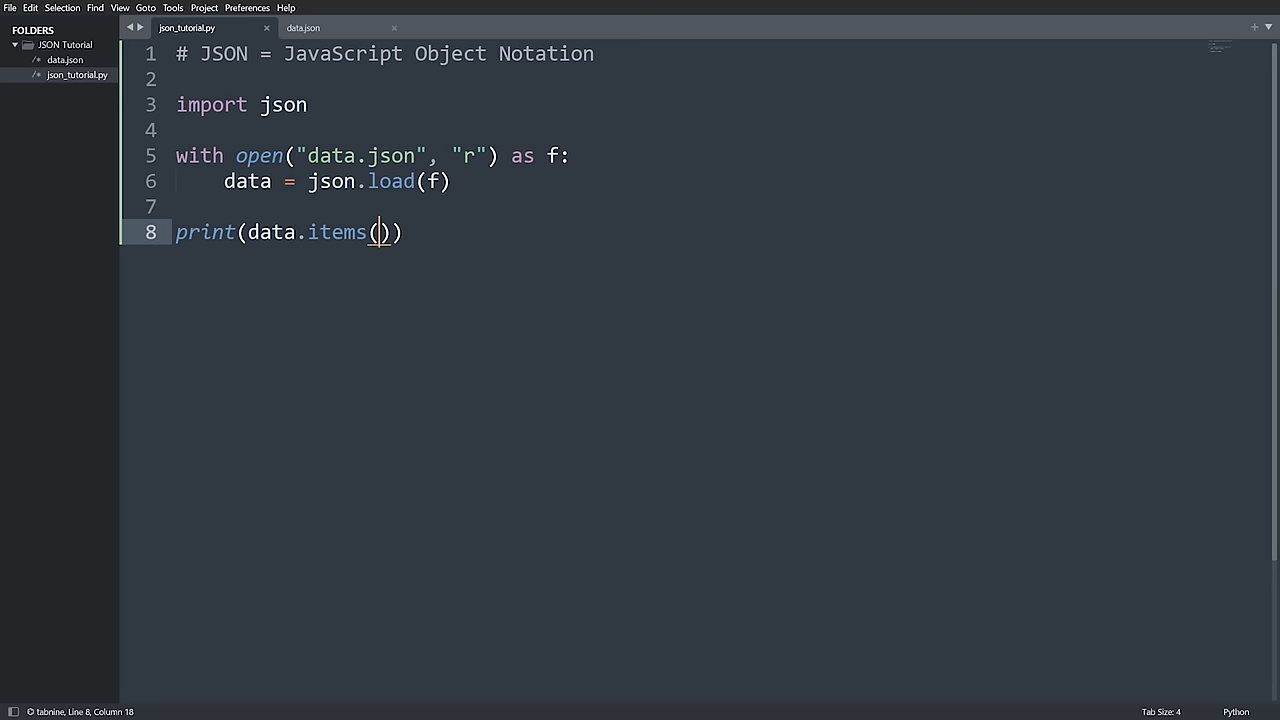 File Edit Selection Find View Goto Tools Project Preferences Help
FOLDERS
JSON Tutorial
/* data.json
/* json_tutorial.py
json_tutorial.py × data.json ×
1 # JSON = JavaScript Object Notation
2
3 import json
4
5 with open("data.json", "r") as f:
6     data = json.load(f)
7
8 print(data.items())
tabnine, Line 8, Column 18
Tab Size: 4 Python